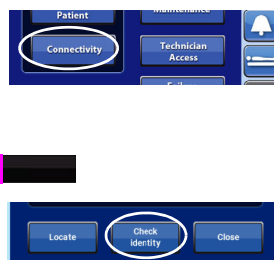 Patient
Maintenance
Connectivity
Technician
Access
Locate
Check
identity
Close